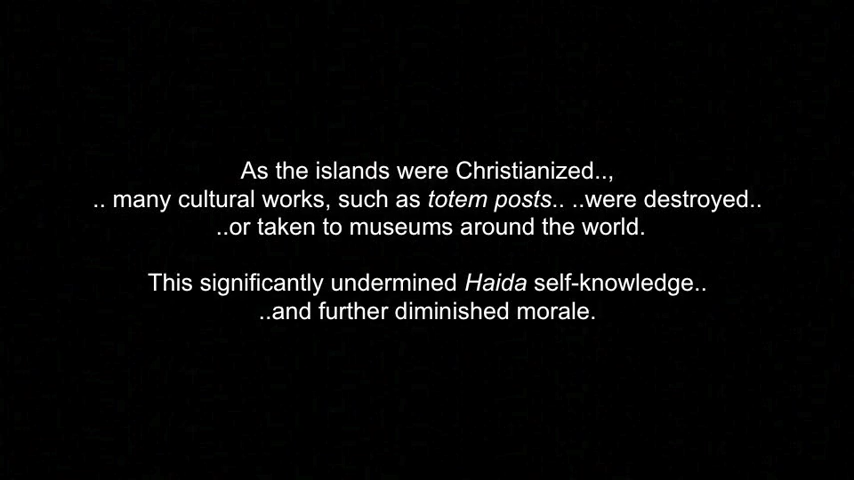 As the islands were Christianized..,
.. many cultural works, such as totem posts.. ..were destroyed..
..or taken to museums around the world.
This significantly undermined Haida self-knowledge..
..and further diminished morale.